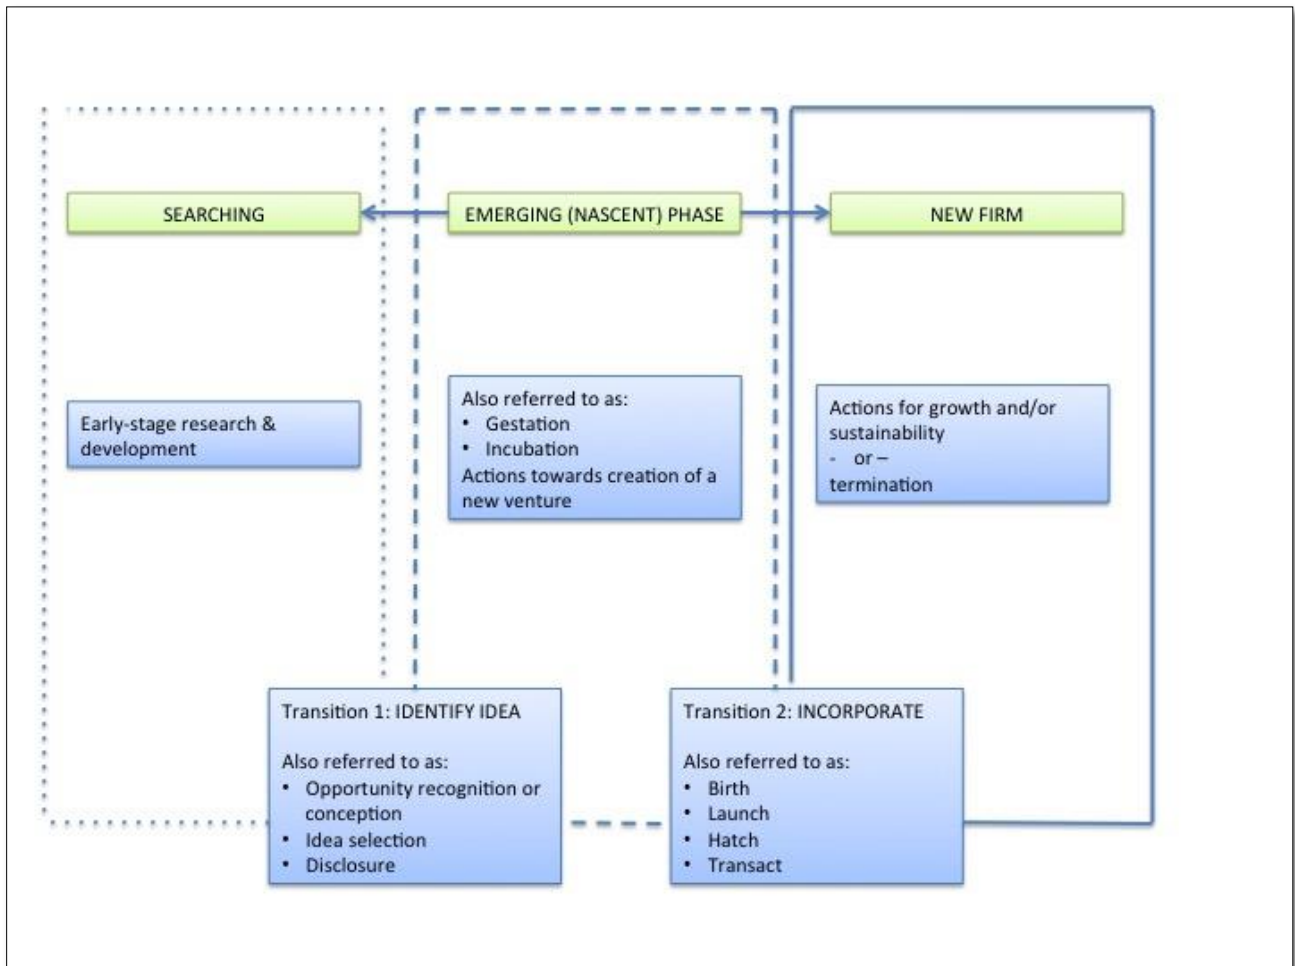 SEARCHING
EMERGING (NASCENT) PHASE
NEW FIRM
Early-stage research &
development
Also referred to as:
• Gestation
• Incubation
Actions towards creation of a
new venture
Actions for growth and/or
sustainability
- or –
termination
Transition 1: IDENTIFY IDEA
Also referred to as:
• Opportunity recognition or
conception
• Idea selection
• Disclosure
Transition 2: INCORPORATE
Also referred to as:
• Birth
• Launch
• Hatch
• Transact